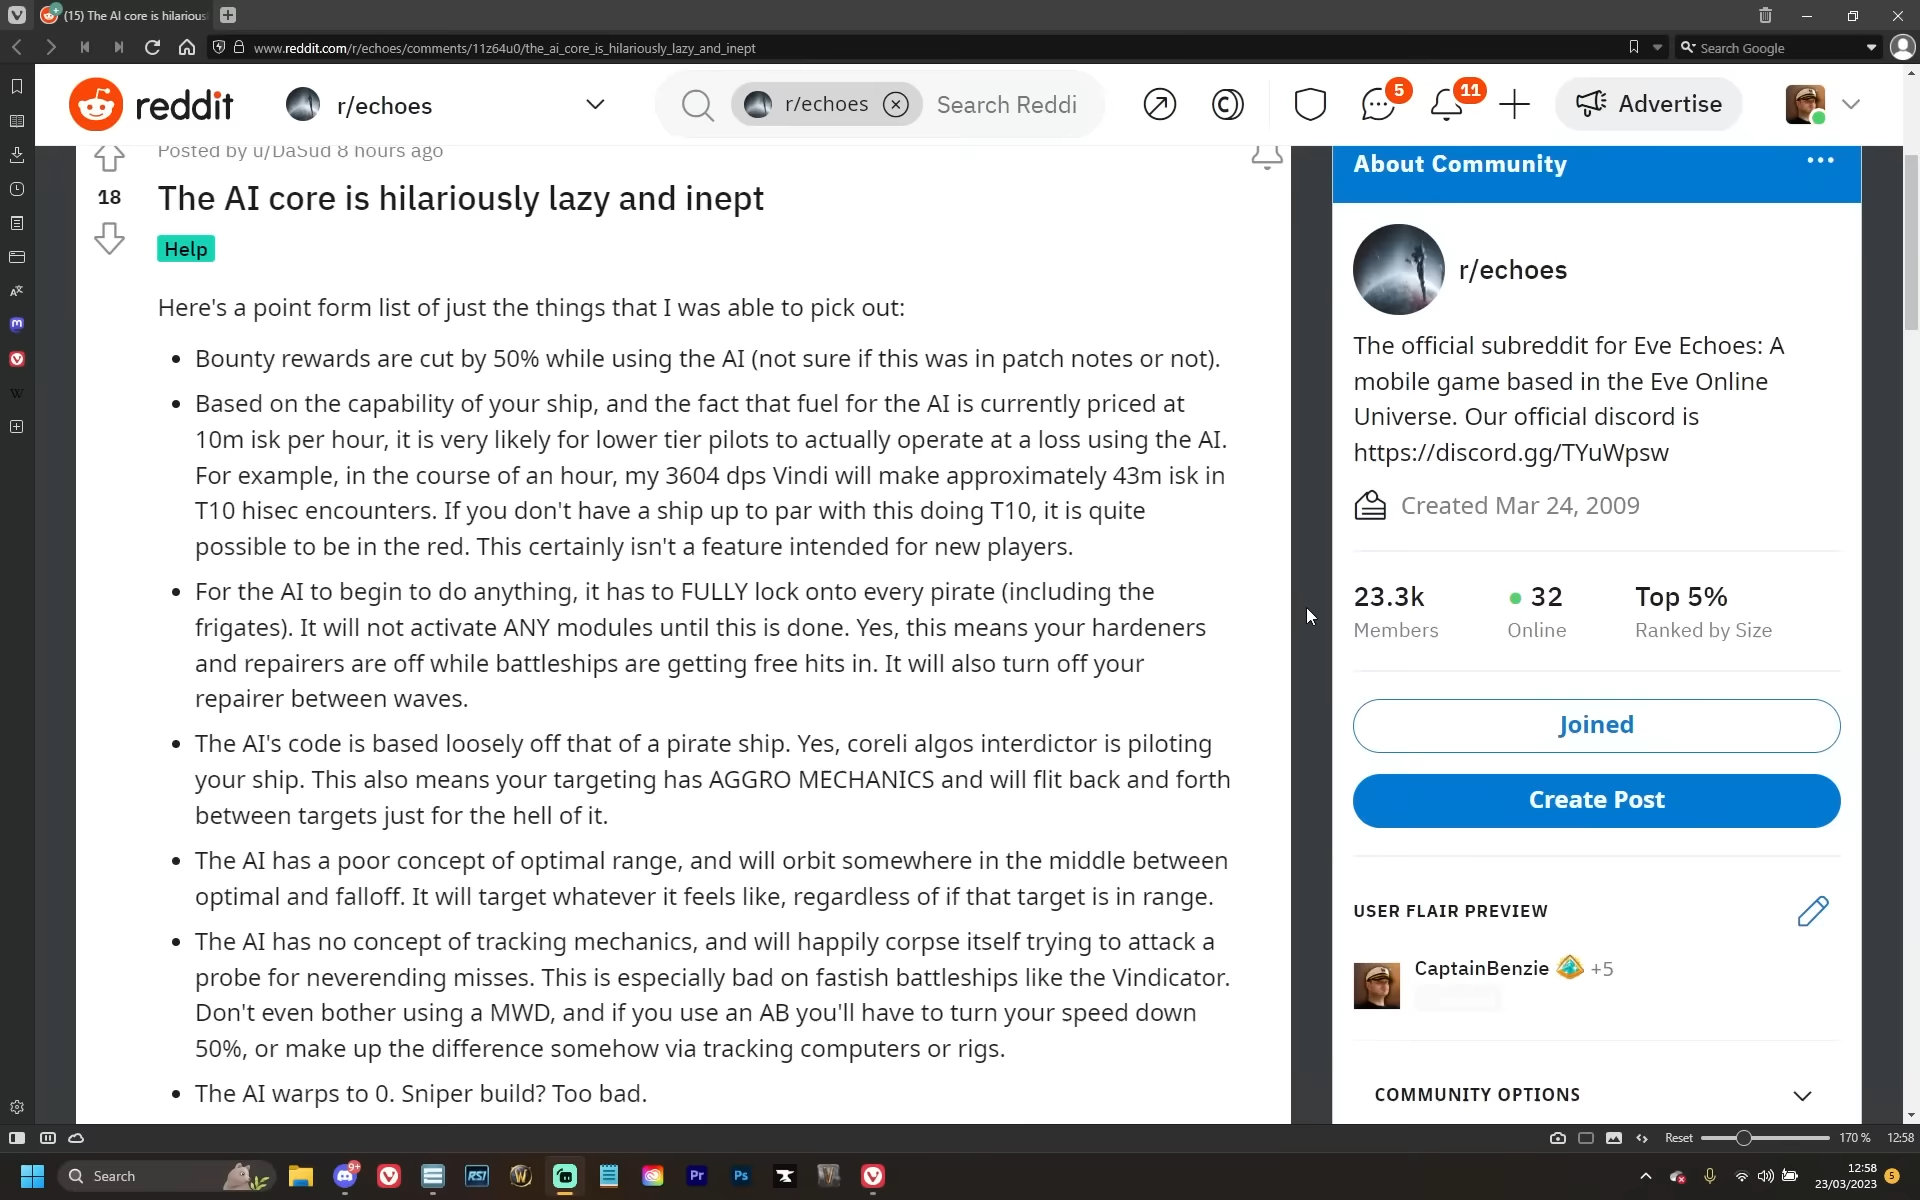 (15) The AI core is hilarious
www.reddit.com/r/echoes/comments/11z64u0/the_ai_core_is_hilariously_lazy_and_inept
Search Google
reddit
r/echoes
r/echoes
Search Reddi
5
11
Advertise
Posted by u/DaSud 8 hours ago
18
The AI core is hilariously lazy and inept
Help
Here's a point form list of just the things that I was able to pick out:
• Bounty rewards are cut by 50% while using the AI (not sure if this was in patch notes or not).
• Based on the capability of your ship, and the fact that fuel for the AI is currently priced at
10m isk per hour, it is very likely for lower tier pilots to actually operate at a loss using the AI.
For example, in the course of an hour, my 3604 dps Vindi will make approximately 43m isk in
T10 hisec encounters. If you don't have a ship up to par with this doing T10, it is quite
possible to be in the red. This certainly isn't a feature intended for new players.
• For the AI to begin to do anything, it has to FULLY lock onto every pirate (including the
frigates). It will not activate ANY modules until this is done. Yes, this means your hardeners
and repairers are off while battleships are getting free hits in. It will also turn off your
repairer between waves.
• The AI's code is based loosely off that of a pirate ship. Yes, coreli algos interdictor is piloting
your ship. This also means your targeting has AGGRO MECHANICS and will flit back and forth
between targets just for the hell of it.
• The AI has a poor concept of optimal range, and will orbit somewhere in the middle between
optimal and falloff. It will target whatever it feels like, regardless of if that target is in range.
• The AI has no concept of tracking mechanics, and will happily corpse itself trying to attack a
probe for neverending misses. This is especially bad on fastish battleships like the Vindicator.
Don't even bother using a MWD, and if you use an AB you'll have to turn your speed down
50%, or make up the difference somehow via tracking computers or rigs.
• The AI warps to 0. Sniper build? Too bad.
About Community
r/echoes
The official subreddit for Eve Echoes: A
mobile game based in the Eve Online
Universe. Our official discord is
https://discord.gg/TYuWpsw
Created Mar 24, 2009
23.3k
Members
32
Online
Top 5%
Ranked by Size
Joined
Create Post
USER FLAIR PREVIEW
CaptainBenzie +5
COMMUNITY OPTIONS
Reset
170 %
12:58
Search
9+
RSI
Pr
Ps
12:58
23/03/2023
5